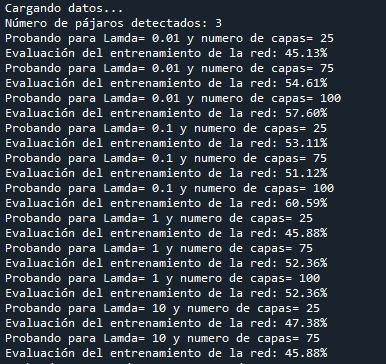 Cargando datos...
Número de pájaros detectados: 3
Probando para Lamda= 0.01 y numero de capas= 25
Evaluación del entrenamiento de la red: 45.13%
Probando para Lamda= 0.01 y numero de capas= 75
Evaluación del entrenamiento de la red: 54.61%
Probando para Lamda= 0.01 y numero de capas= 100
Evaluación del entrenamiento de la red: 57.60%
Probando para Lamda= 0.1 y numero de capas= 25
Evaluación del entrenamiento de la red: 53.11%
Probando para Lamda= 0.1 y numero de capas= 75
Evaluación del entrenamiento de la red: 51.12%
Probando para Lamda= 0.1 y numero de capas= 100
Evaluación del entrenamiento de la red: 60.59%
Probando para Lamda= 1 y numero de capas= 25
Evaluación del entrenamiento de la red: 45.88%
Probando para Lamda= 1 y numero de capas= 75
Evaluación del entrenamiento de la red: 52.36%
Probando para Lamda= 1 y numero de capas= 100
Evaluación del entrenamiento de la red: 52.36%
Probando para Lamda= 10 y numero de capas= 25
Evaluación del entrenamiento de la red: 47.38%
Probando para Lamda= 10 y numero de capas= 75
Evaluación del entrenamiento de la red: 45.88%